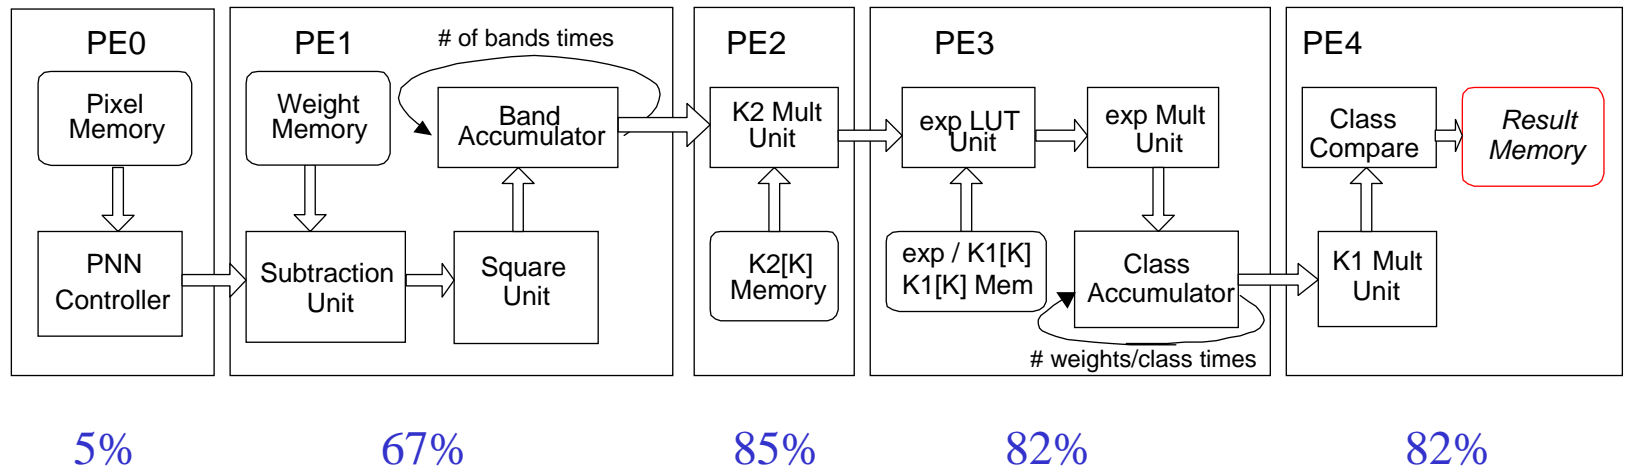 PE0
Pixel
Memory
PNN
Controller
PE1
# of bands times
Weight
Memory
Band
Accumulator
Subtraction
Unit
Square
Unit
PE2
K2 Mult
Unit
K2[K]
Memory
PE3
exp LUT
Unit
exp Mult
Unit
exp / K1[K]
K1[K] Mem
Class
Accumulator
# weights/class times
PE4
Class
Compare
Result
Memory
K1 Mult
Unit
5%
67%
85%
82%
82%